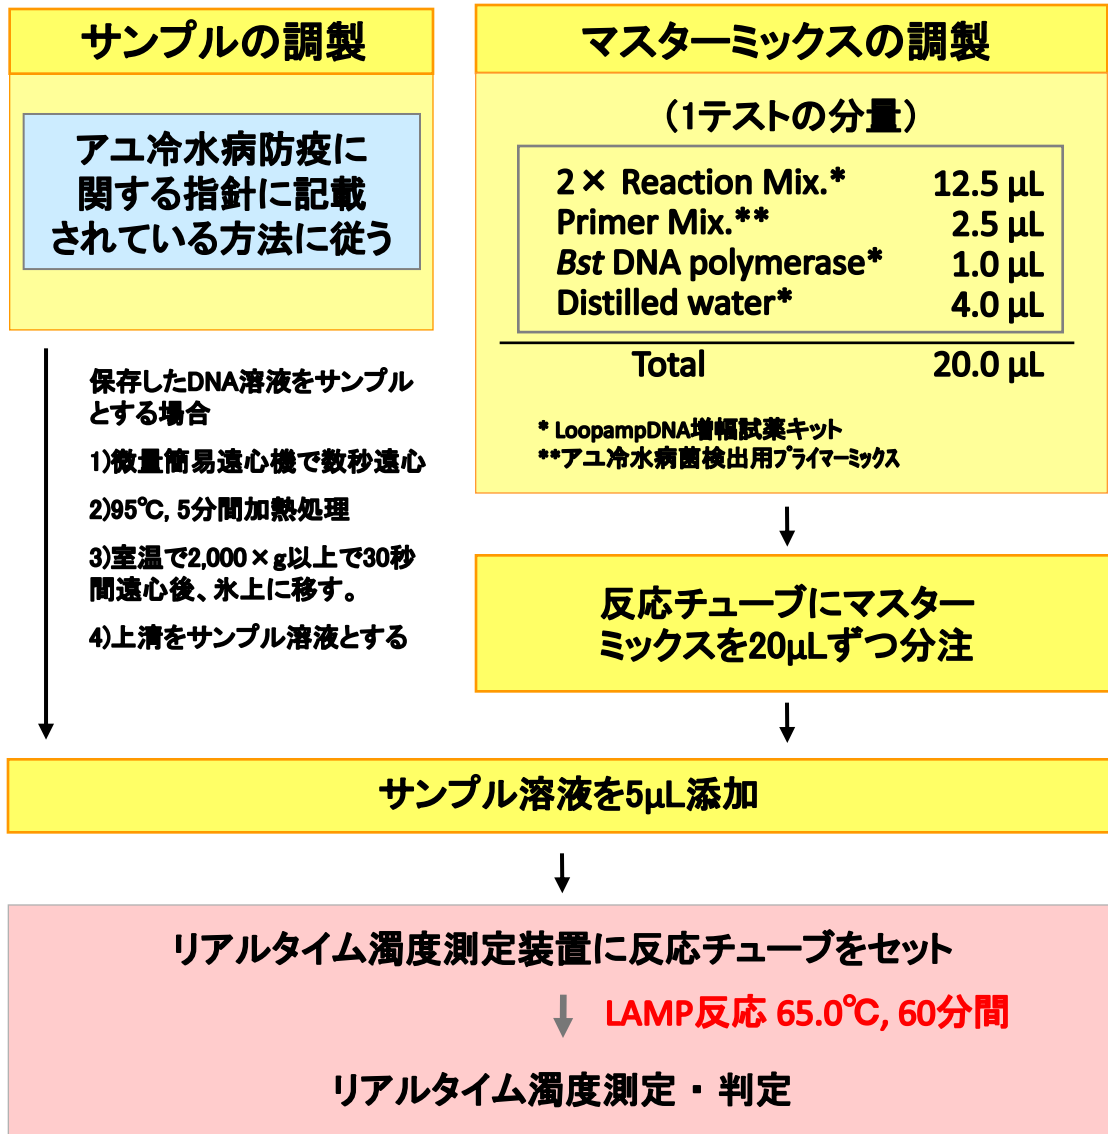 サンプルの調製
アユ冷水病防疫に
関する指針に記載
されている方法に従う
保存したDNA溶液をサンプル
とする場合
1)微量簡易遠心機で数秒遠心
2)95℃, 5分間加熱処理
3)室温で2,000×g以上で30秒
間遠心後、氷上に移す。
4)上清をサンプル溶液とする
マスターミックスの調製
(1テストの分量)
2× Reaction Mix.* 12.5 μL
Primer Mix.** 2.5 μL
Bst DNA polymerase* 1.0 μL
Distilled water* 4.0 μL
Total 20.0 μL
* LoopampDNA増幅試薬キット
**アユ冷水病菌検出用プライマーミックス
反応チューブにマスター
ミックスを20μLずつ分注
サンプル溶液を5μL添加
リアルタイム濁度測定装置に反応チューブをセット
LAMP反応 65.0℃, 60分間
リアルタイム濁度測定・判定